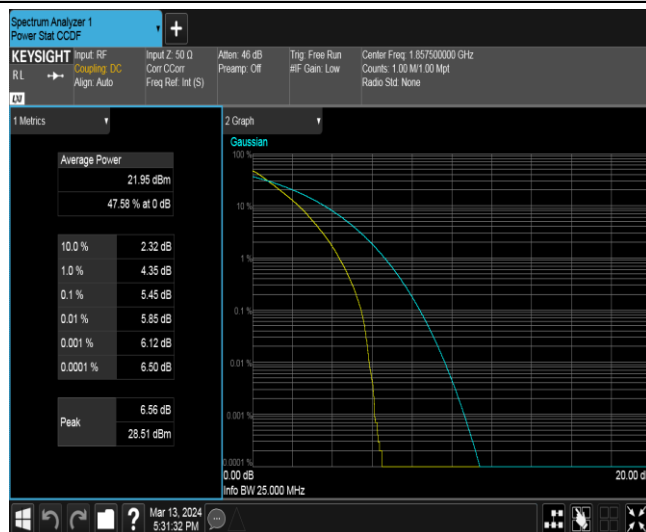 Spectrum Analyzer 1
Power Stat CCDF
+
KEYSIGHT
RL
Input: RF
Coupling: DC
Align: Auto
Input Z: 50 Ω
Corr CCorr
Freq Ref: Int (S)
Atten: 46 dB
Preamp: Off
Trig: Free Run
#IF Gain: Low
Center Freq: 1.857500000 GHz
Counts: 1.00 M/1.00 Mpt
Radio Std: None
LXI
1 Metrics
Average Power
21.95 dBm
47.58 % at 0 dB
10.0 % 2.32 dB
1.0 % 4.35 dB
0.1 % 5.45 dB
0.01 % 5.85 dB
0.001 % 6.12 dB
0.0001 % 6.50 dB
Peak
6.56 dB
28.51 dBm
2 Graph
Gaussian
100 %
10 %
1 %
0.1 %
0.01 %
0.001 %
0.0001 %
0.00 dB
20.00 d
Info BW 25.000 MHz
?
Mar 13, 2024
5:31:32 PM